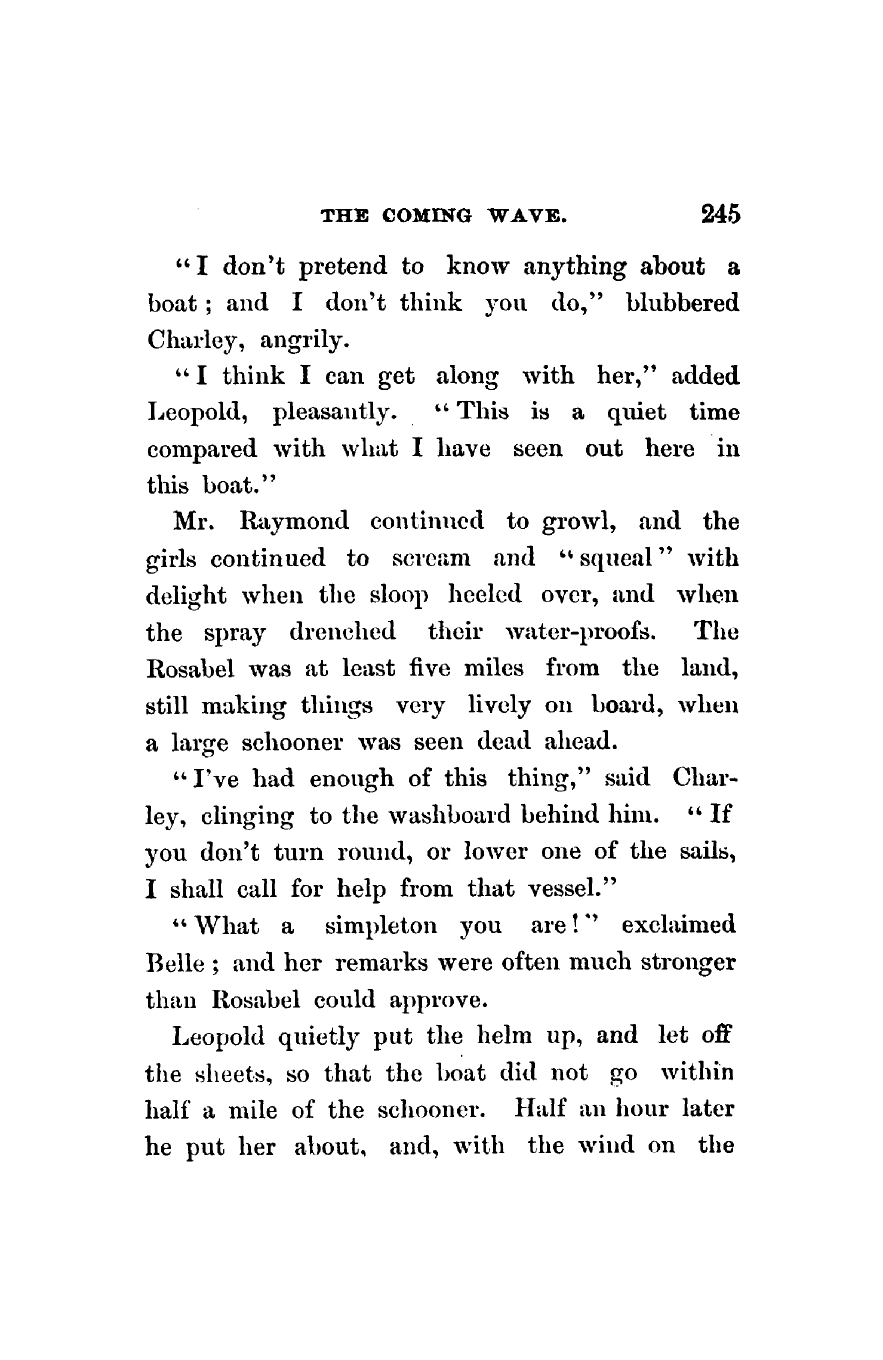 THE COMING WAVE. 245
"I don't pretend to know anything about a
boat; and I don't think you do," blubbered
Charley, angrily.
"I think I can get along with her," added
Leopold, pleasantly. "This is a quiet time
compared with what I have seen out here in
this boat."
Mr. Raymond continued to growl, and the
girls continued to scream and "squeal" with
delight when the sloop heeled over, and when
the spray drenched their water-proofs. The
Rosabel was at least five miles from the land,
still making things very lively on board, when
a large schooner was seen dead ahead.
"I've had enough of this thing," said Char-
ley, clinging to the washboard behind him. "If
you don't turn round, or lower one of the sails,
I shall call for help from that vessel."
"What a simpleton you are!" exclaimed
Belle; and her remarks were often much stronger
than Rosabel could approve.
Leopold quietly put the helm up, and let off
the sheets, so that the boat did not go within
half a mile of the schooner. Half an hour later
he put her about, and, with the wind on the